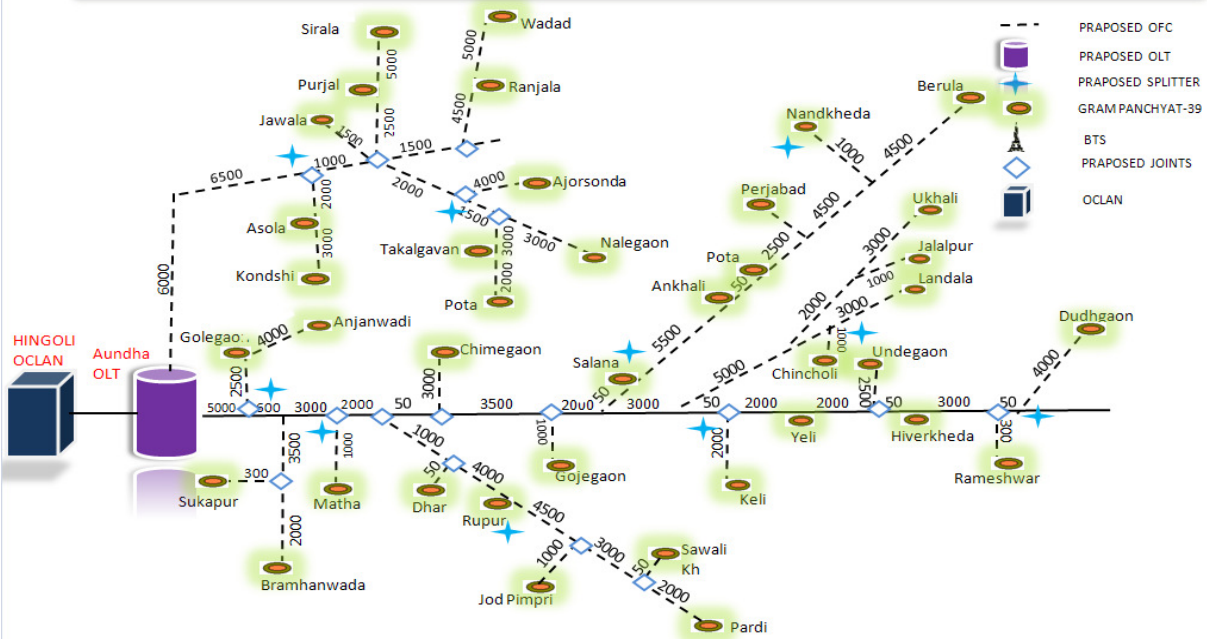 Sirala
5000
Wadad
5000
Purjal
Ranjala
Jawala
1500
2500
4500
1500
1000
6500
2000
2000
4000
Ajorsonda
1500
Asola
3000
Takalgavan
3000
3000
Nalegaon
Kondshi
2000
Pota
6000
PRAPOSED OFC
PRAPOSED OLT
PRAPOSED SPLITTER
GRAM PANCHYAT-39
BTS
PRAPOSED JOINTS
OCLAN
Berula
Nandkheda
1000
4500
Perjabad
4500
2500
Pota
50
Ankhali
5500
Salana
50
Ukhali
3000
Jalalpur
1000
Landala
2000
3000
1000
5000
Chincholi
Undegaon
2500
Dudhgaon
4000
HINGOLI
OCLAN
Aundha
OLT
Golegao:.
4000
Anjanwadi
2500
Chimegaon
3000
5000
500
3000
2000
50
3500
20u0
3000
50
2000
2000
50
3000
50
3500
1000
1000
1000
2000
Yeli
Hiverkheda
300
300
Sukapur
Matha
50
Dhar
4000
Rupur
Gojegaon
Keli
Rameshwar
4500
2000
Bramhanwada
1000
3000
Sawali
Kh
50
Jod Pimpri
2000
Pardi